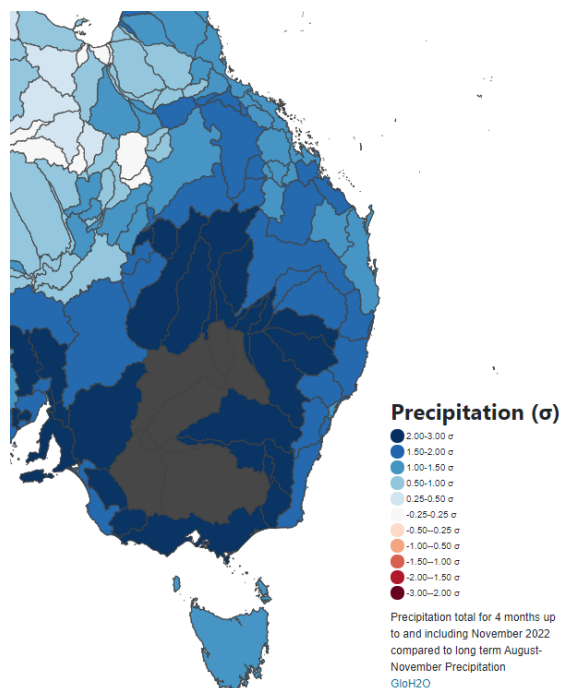 Precipitation (σ)
2.00-3.00 σ
1.50-2.00 σ
1.00-1.50 σ
0.50-1.00 σ
0.25-0.50 σ
-0.25-0.25 σ
-0.50--0.25 σ
-1.00--0.50 σ
-1.50--1.00 σ
-2.00--1.50 σ
-3.00--2.00 σ
Precipitation total for 4 months up
to and including November 2022
compared to long term August-
November Precipitation
GloH2O